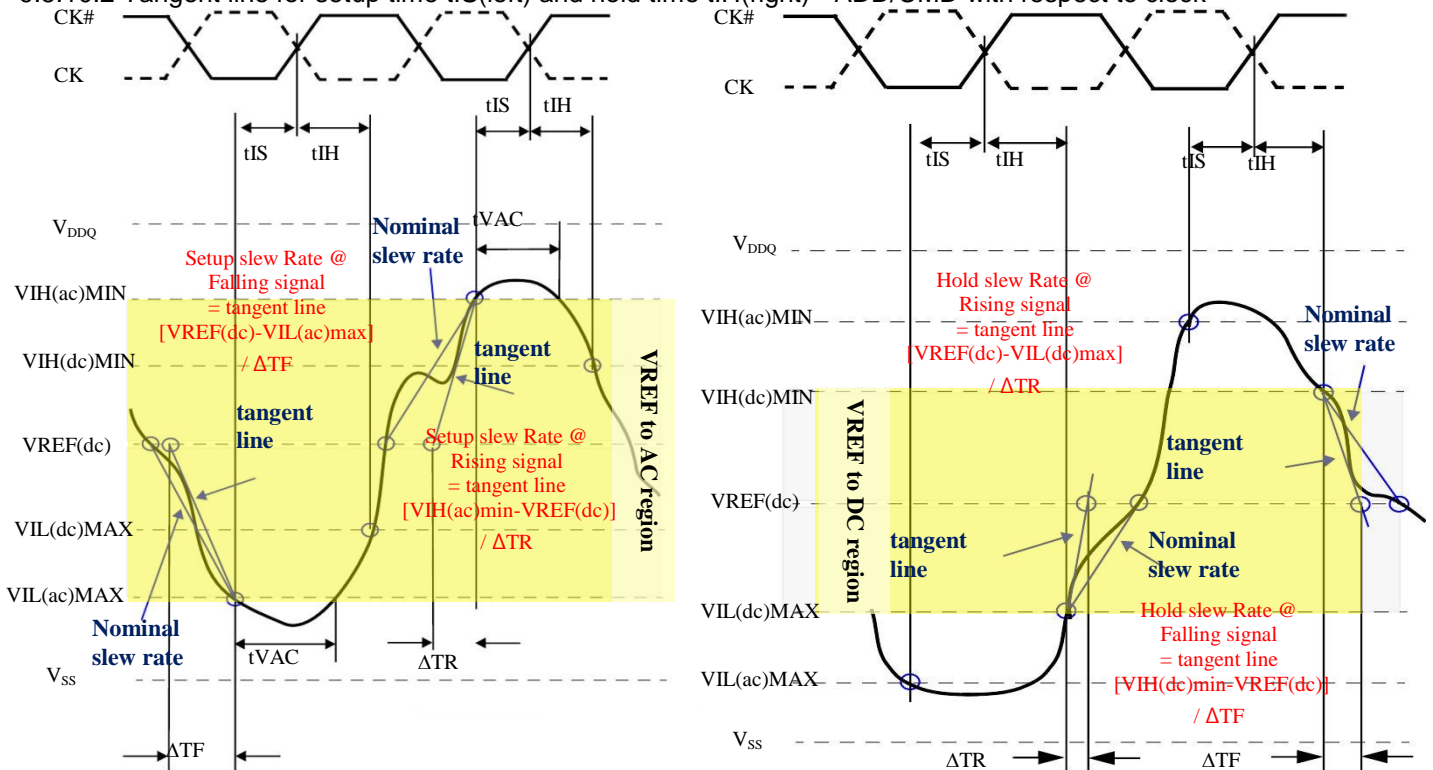 CK#
CK
tIS
tIH
tIS
tIH
VDDQ
Nominal
slew rate
tVAC
Setup slew Rate @
Falling signal
= tangent line
[VREF(dc)-VIL(ac)max]
/ ΔTF
VIH(ac)MIN
VIH(dc)MIN
tangent
line
tangent
line
VREF(dc)
Setup slew Rate @
Rising signal
= tangent line
[VIH(ac)min-VREF(dc)]
/ ΔTR
VREF to AC region
VIL(dc)MAX
VIL(ac)MAX
Nominal
slew rate
tVAC
ΔTR
VSS
ΔTF
CK#
CK
tIS
tIH
tIS
tIH
VDDQ
Hold slew Rate @
Rising signal
= tangent line
[VREF(dc)-VIL(dc)max]
/ ΔTR
VIH(ac)MIN
Nominal
slew rate
VIH(dc)MIN
VREF to DC region
tangent
line
VREF(dc)
tangent
line
Nominal
slew rate
VIL(dc)MAX
Hold slew Rate @
Falling signal
= tangent line
[VIH(dc)min-VREF(dc)]
/ ΔTF
VIL(ac)MAX
VSS
ΔTR
ΔTF